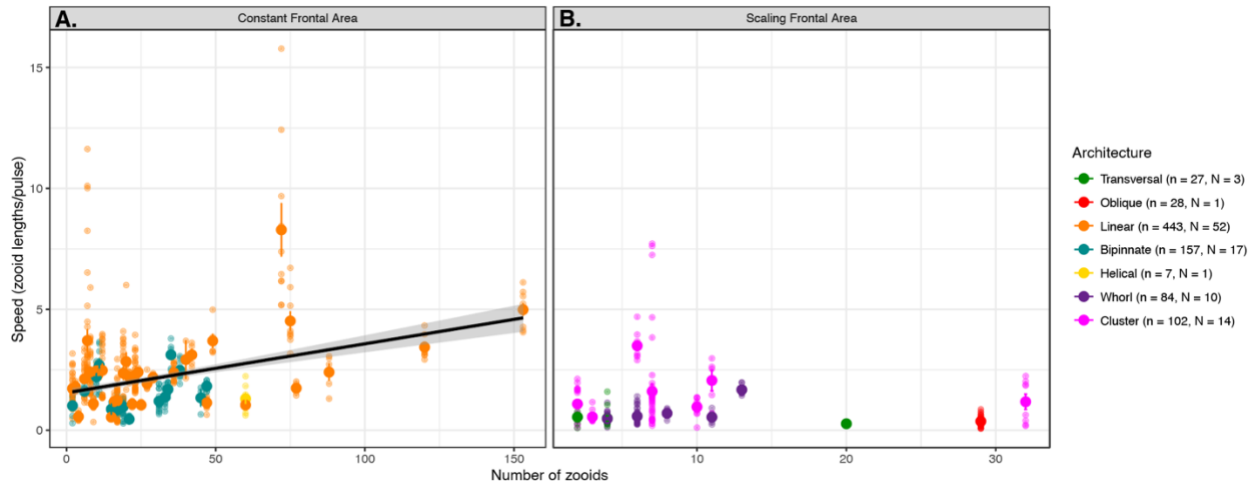 A.
Constant Frontal Area
B.
Scaling Frontal Area
Speed (zooid lengths/pulse)
15
10
5
0
0
50
100
150
10
20
30
Number of zooids
Architecture
Transversal (n = 27, N = 3)
Oblique (n = 28, N = 1)
Linear (n = 443, N = 52)
Bipinnate (n = 157, N = 17)
Helical (n = 7, N = 1)
Whorl (n = 84, N = 10)
Cluster (n = 102, N = 14)